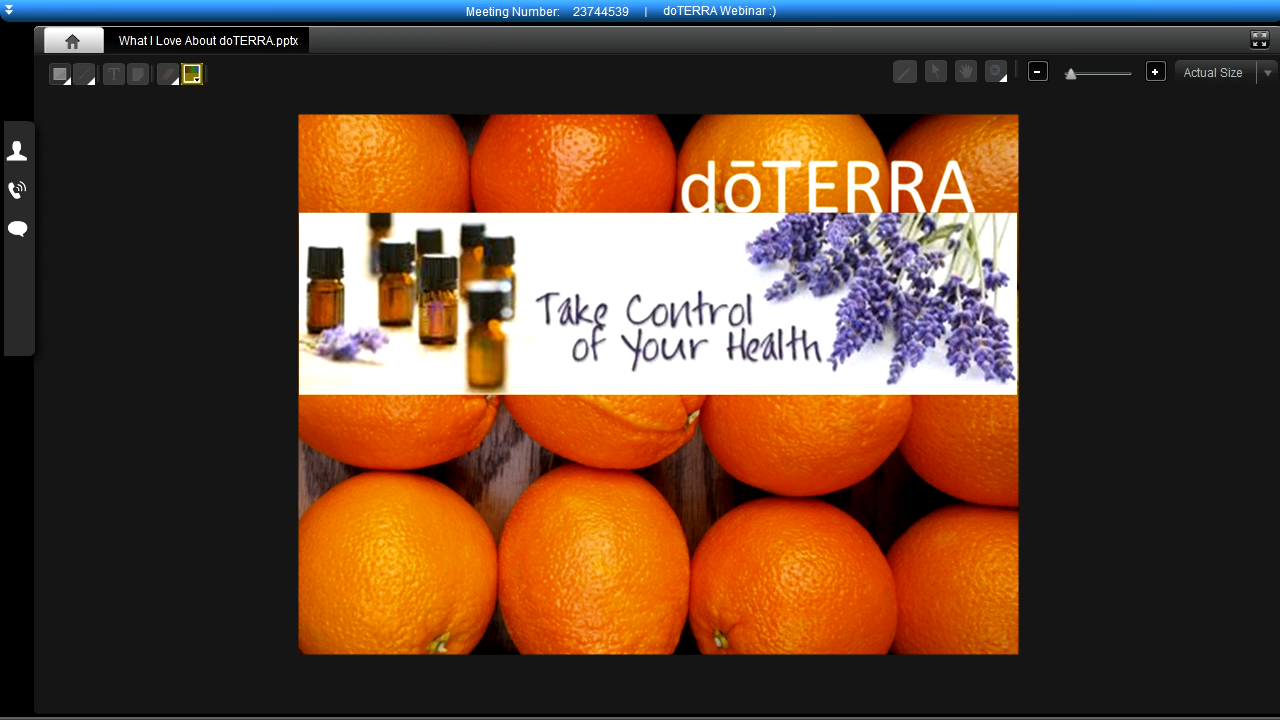 Meeting Number: 23744539 | doTERRA Webinar :)
What I Love About doTERRA.pptx
T
Actual Size
dōTERRA
Take Control
of Your Health